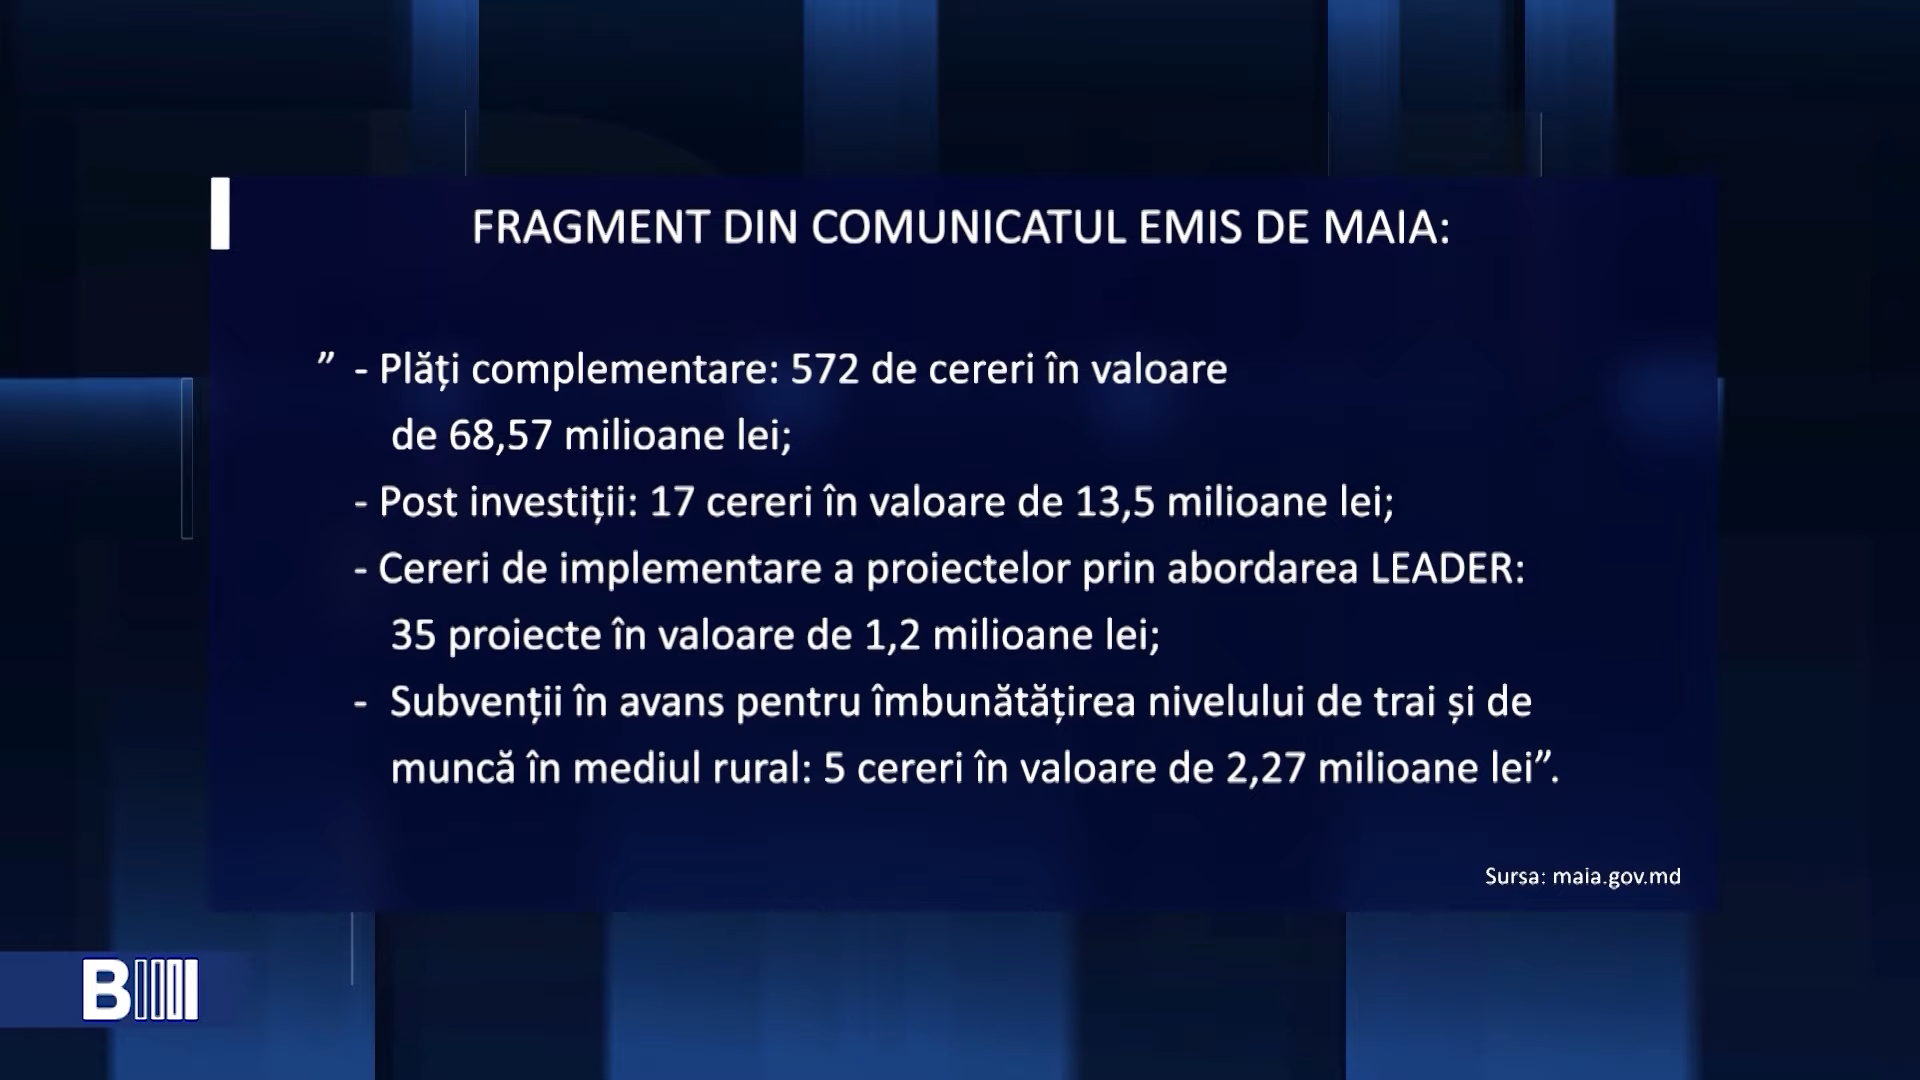 FRAGMENT DIN COMUNICATUL EMIS DE MAIA:
” - Plăți complementare: 572 de cereri în valoare
de 68,57 milioane lei;
- Post investiții: 17 cereri în valoare de 13,5 milioane lei;
- Cereri de implementare a proiectelor prin abordarea LEADER:
35 proiecte în valoare de 1,2 milioane lei;
- Subvenții în avans pentru îmbunătățirea nivelului de trai și de
muncă în mediul rural: 5 cereri în valoare de 2,27 milioane lei”.
Sursa: maia.gov.md
B